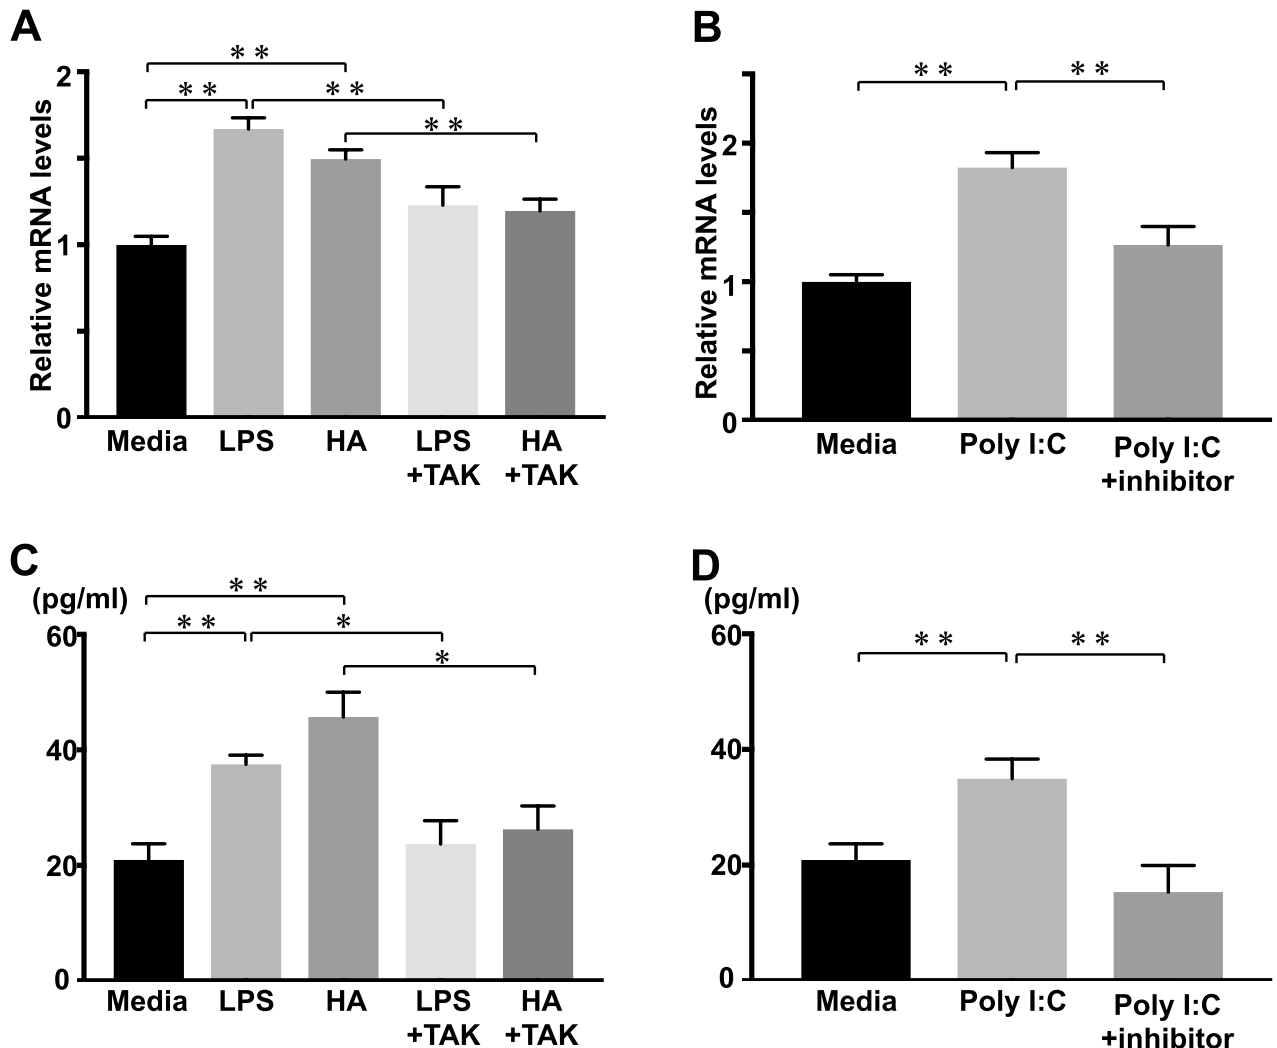 A
Relative mRNA levels
2
1
0
* *
* *
* *
* *
Media LPS HA LPS HA
+TAK +TAK
B
Relative mRNA levels
2
1
0
* *
* *
Media Poly I:C Poly I:C
+inhibitor
C
(pg/ml)
60
40
20
0
* *
* *
*
*
Media LPS HA LPS HA
+TAK +TAK
D
(pg/ml)
60
40
20
0
* *
* *
Media Poly I:C Poly I:C
+inhibitor